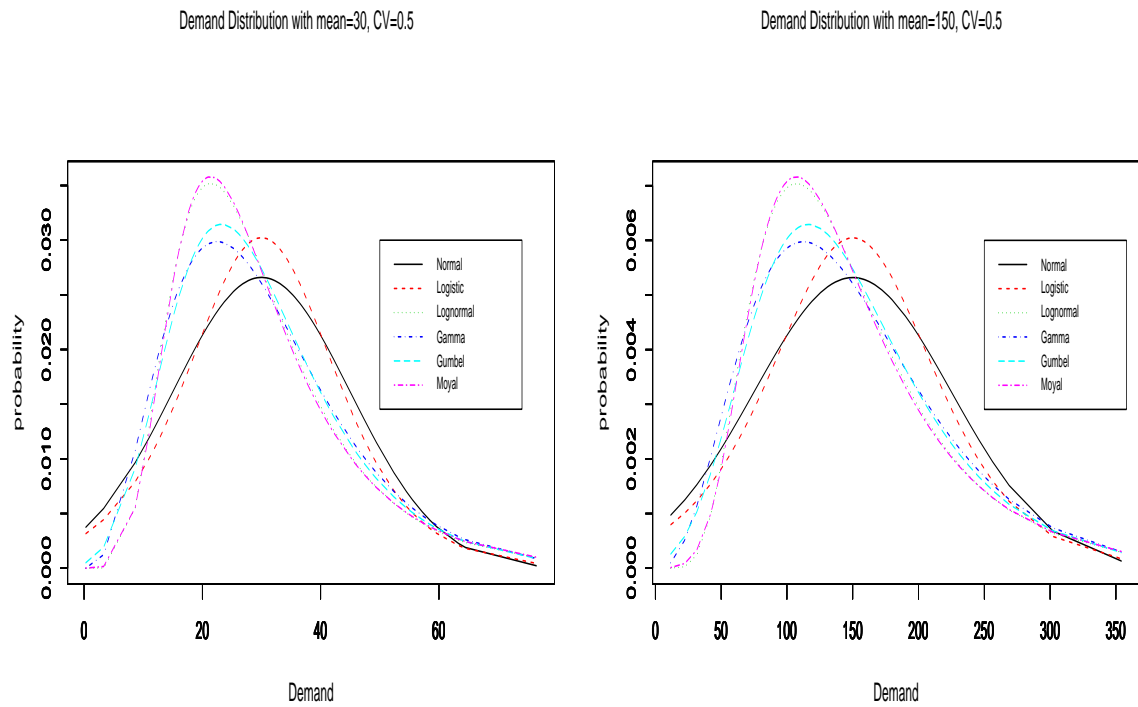 Demand Distribution with mean=30, CV=0.5
probability
0.030
0.020
0.010
0.000
Normal
Logistic
Lognormal
Gamma
Gumbel
Moyal
0 20 40 60
Demand
Demand Distribution with mean=150, CV=0.5
probability
0.006
0.004
0.002
0.000
Normal
Logistic
Lognormal
Gamma
Gumbel
Moyal
0 50 100 150 200 250 300 350
Demand